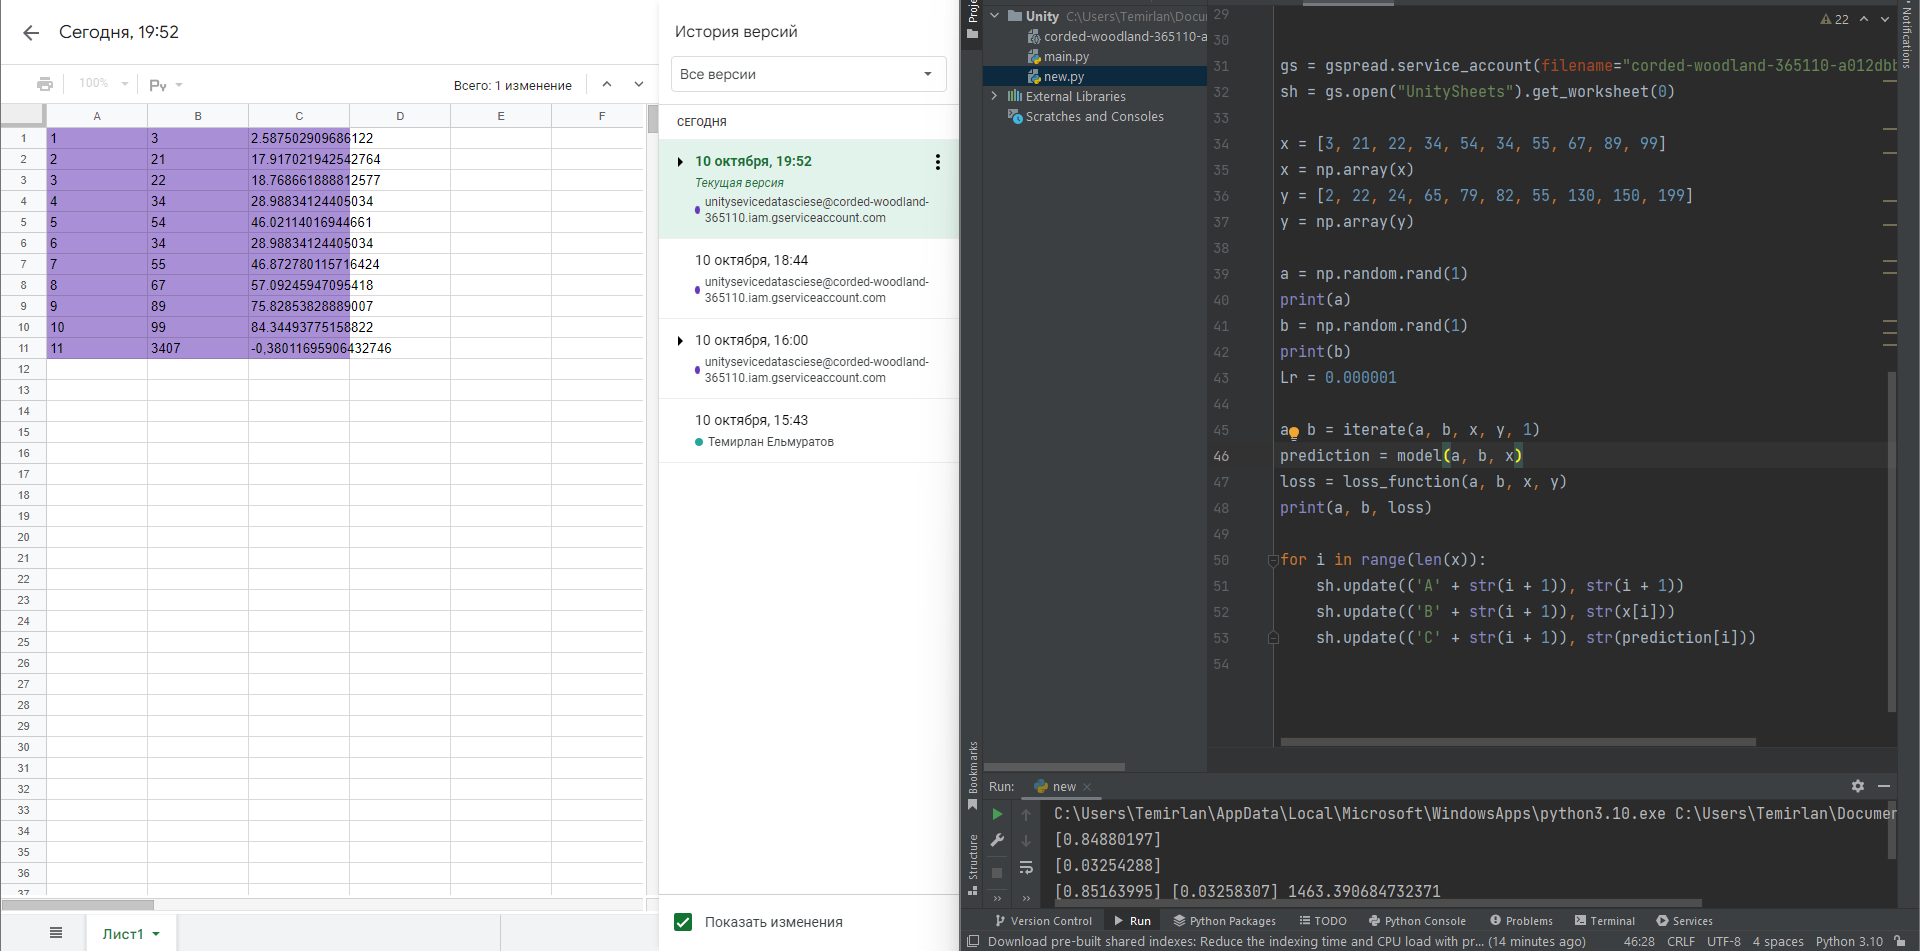 Сегодня, 19:52
100%
Всего: 1 изменение
A B C D E F
1 1 3 2.587502909686122
2 2 21 17.917021942542764
3 3 22 18.768661888812577
4 4 34 28.98834124405034
5 5 54 46.02114016944661
6 6 34 28.98834124405034
7 7 55 46.872780115716424
8 8 67 57.09245947095418
9 9 89 75.82853828889007
10 10 99 84.34493775158822
11 11 3407 -0,38011695906432746
12
13
14
15
16
17
18
19
20
21
22
23
24
25
26
27
28
29
30
31
32
33
34
35
36
37
Лист1
История версий
Все версии
СЕГОДНЯ
10 октября, 19:52
Текущая версия
unitysevicedatasciese@corded-woodland-
365110.iam.gserviceaccount.com
10 октября, 18:44
unitysevicedatasciese@corded-woodland-
365110.iam.gserviceaccount.com
10 октября, 16:00
unitysevicedatasciese@corded-woodland-
365110.iam.gserviceaccount.com
10 октября, 15:43
Темирлан Ельмуратов
Показать изменения
Unity C:\Users\Temirlan\Docu
corded-woodland-365110-a
main.py
new.py
External Libraries
Scratches and Consoles
Bookmarks
Structure
Notifications
22
29
30
31 gs = gspread.service_account(filename="corded-woodland-365110-a012dbb
32 sh = gs.open("UnitySheets").get_worksheet(0)
33
34 x = [3, 21, 22, 34, 54, 34, 55, 67, 89, 99]
35 x = np.array(x)
36 y = [2, 22, 24, 65, 79, 82, 55, 130, 150, 199]
37 y = np.array(y)
38
39 a = np.random.rand(1)
40 print(a)
41 b = np.random.rand(1)
42 print(b)
43 Lr = 0.000001
44
45 a, b = iterate(a, b, x, y, 1)
46 prediction = model(a, b, x)
47 loss = loss_function(a, b, x, y)
48 print(a, b, loss)
49
50 for i in range(len(x)):
51 sh.update(('A' + str(i + 1)), str(i + 1))
52 sh.update(('B' + str(i + 1)), str(x[i]))
53 sh.update(('C' + str(i + 1)), str(prediction[i]))
54
Run: new
C:\Users\Temirlan\AppData\Local\Microsoft\WindowsApps\python3.10.exe C:\Users\Temirlan\Documen
[0.84880197]
[0.03254288]
[0.85163995] [0.03258307] 1463.390684732371
Version Control Run Python Packages TODO Python Console Problems Terminal Services
Download pre-built shared indexes: Reduce the indexing time and CPU load with pr... (14 minutes ago) 46:28 CRLF UTF-8 4 spaces Python 3.10